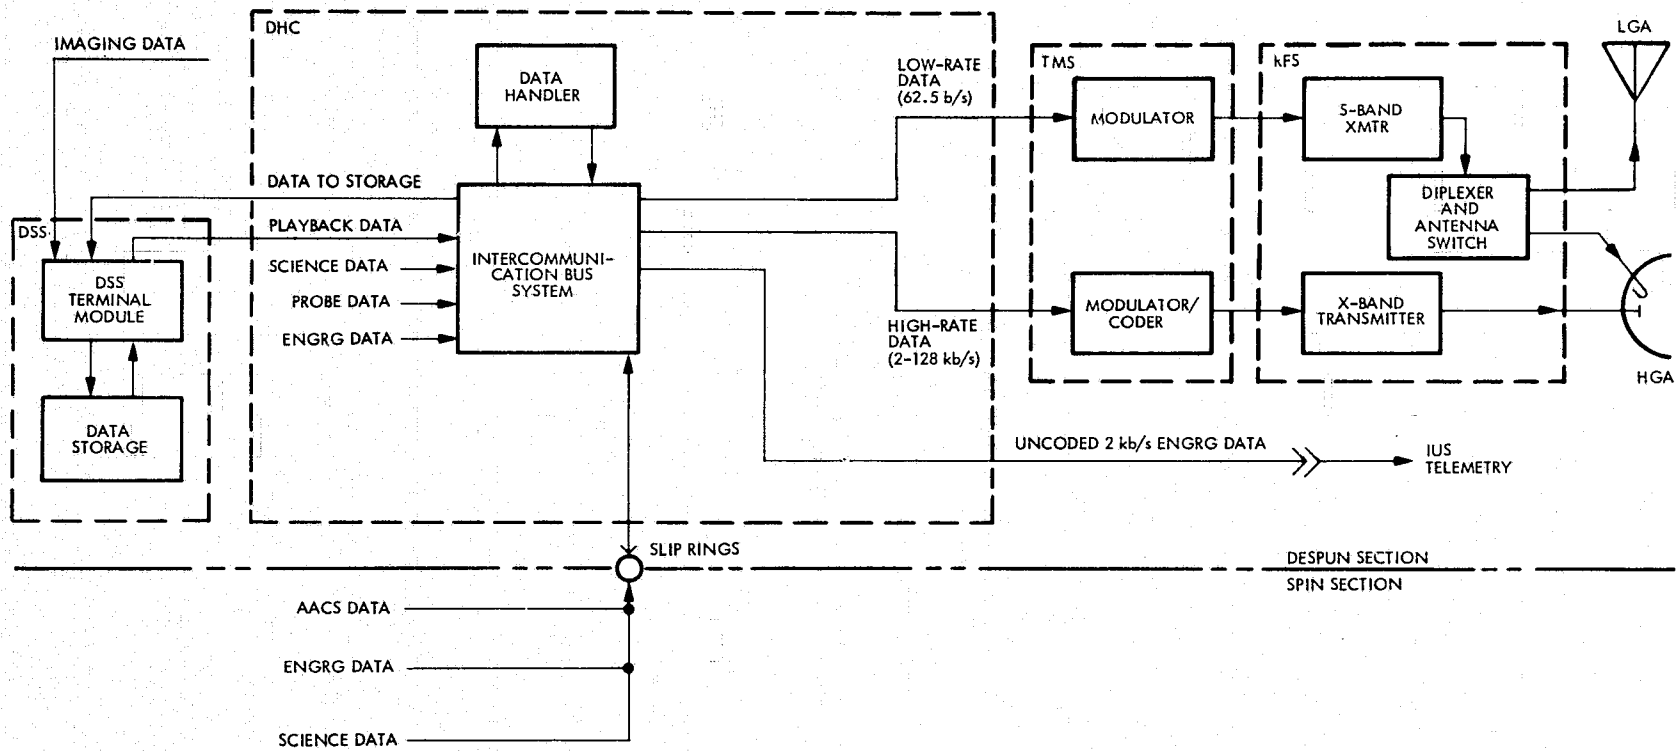 IMAGING DATA
DHC
DATA
HANDLER
LOW-RATE
DATA
(62.5 b/s)
TMS
MODULATOR
RFS
S-BAND
XMTR
LGA
DIPLEXER
AND
ANTENNA
SWITCH
DATA TO STORAGE
PLAYBACK DATA
SCIENCE DATA
PROBE DATA
ENGRG DATA
INTERCOMMUNI-
CATION BUS
SYSTEM
DSS
DSS
TERMINAL
MODULE
DATA
STORAGE
HIGH-RATE
DATA
(2-128 kb/s)
MODULATOR/
CODER
X-BAND
TRANSMITTER
HGA
UNCODED 2 kb/s ENGRG DATA
IUS
TELEMETRY
SLIP RINGS
DESPUN SECTION
SPIN SECTION
AACS DATA
ENGRG DATA
SCIENCE DATA